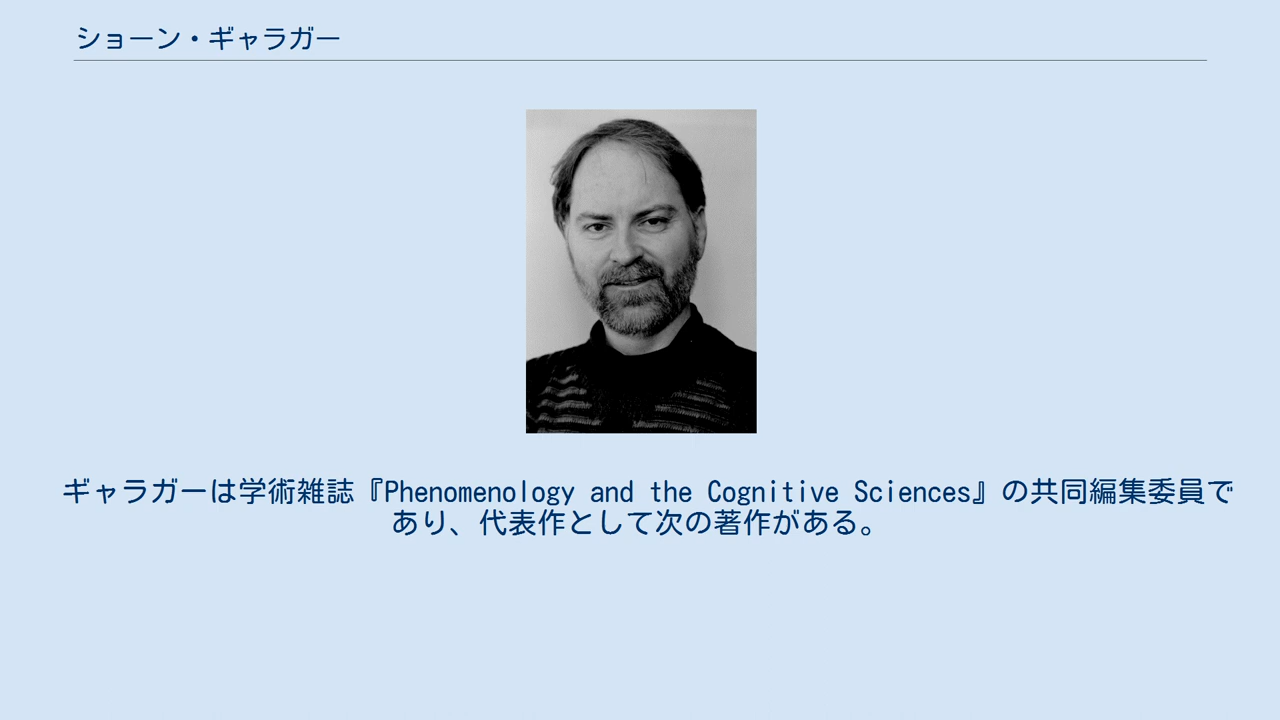 ショーン・ギャラガー
ギャラガーは学術雑誌『Phenomenology and the Cognitive Sciences』の共同編集委員で
あり、代表作として次の著作がある。